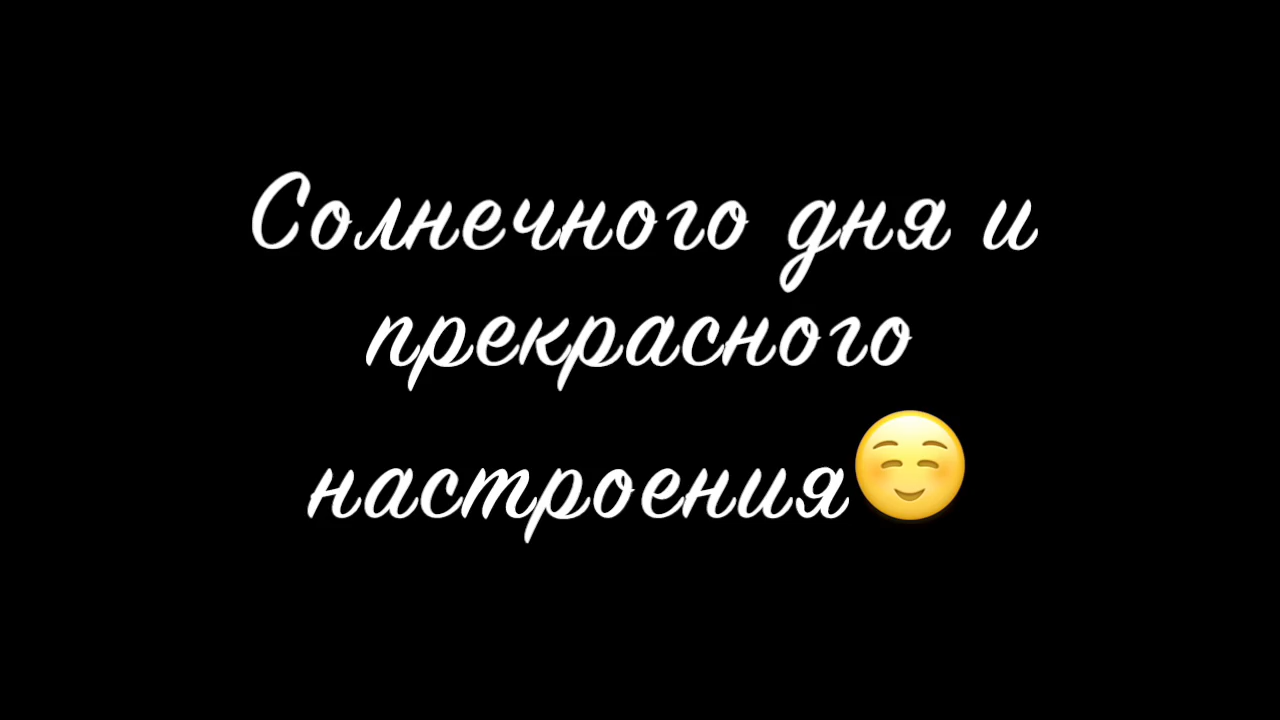 Солнечного дня и
прекрасного
настроения☺️